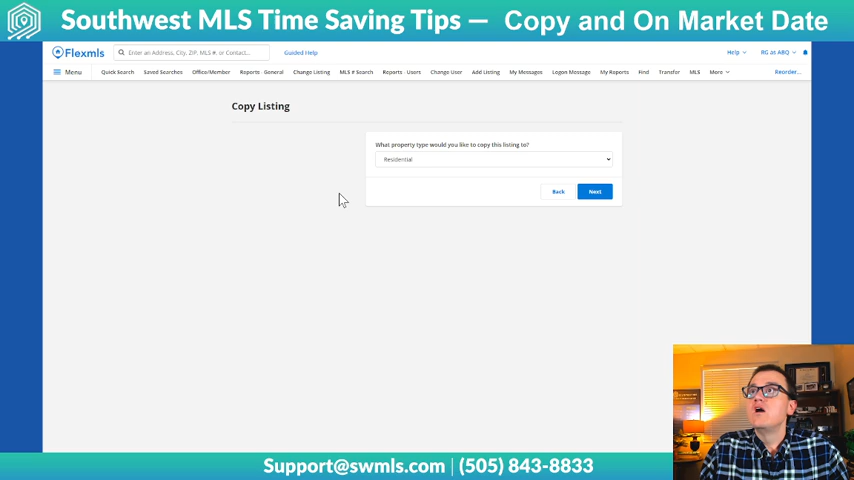 Southwest MLS Time Saving Tips — Copy and On Market Date
Flexmls
Enter an Address, City, ZIP, MLS #, or Contact...
Guided Help
Help
RG as ABQ
Menu
Quick Search
Saved Searches
Office/Member
Reports - General
Change Listing
MLS # Search
Reports - Users
Change User
Add Listing
My Messages
Logon Message
My Reports
Find
Transfer
MLS
More
Reorder...
Copy Listing
What property type would you like to copy this listing to?
Residential
Back
Next
Support@swmls.com | (505) 843-8833